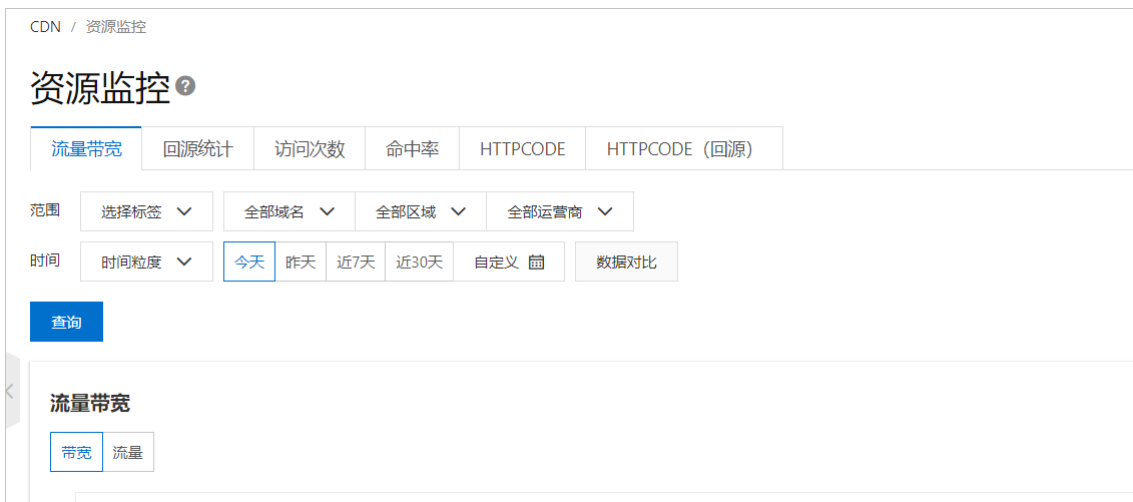 CDN / 资源监控
资源监控 ?
流量带宽 回源统计 访问次数 命中率 HTTPCODE HTTPCODE（回源）
范围 选择标签 全部域名 全部区域 全部运营商
时间 时间粒度 今天 昨天 近7天 近30天 自定义 数据对比
查询
流量带宽
带宽 流量